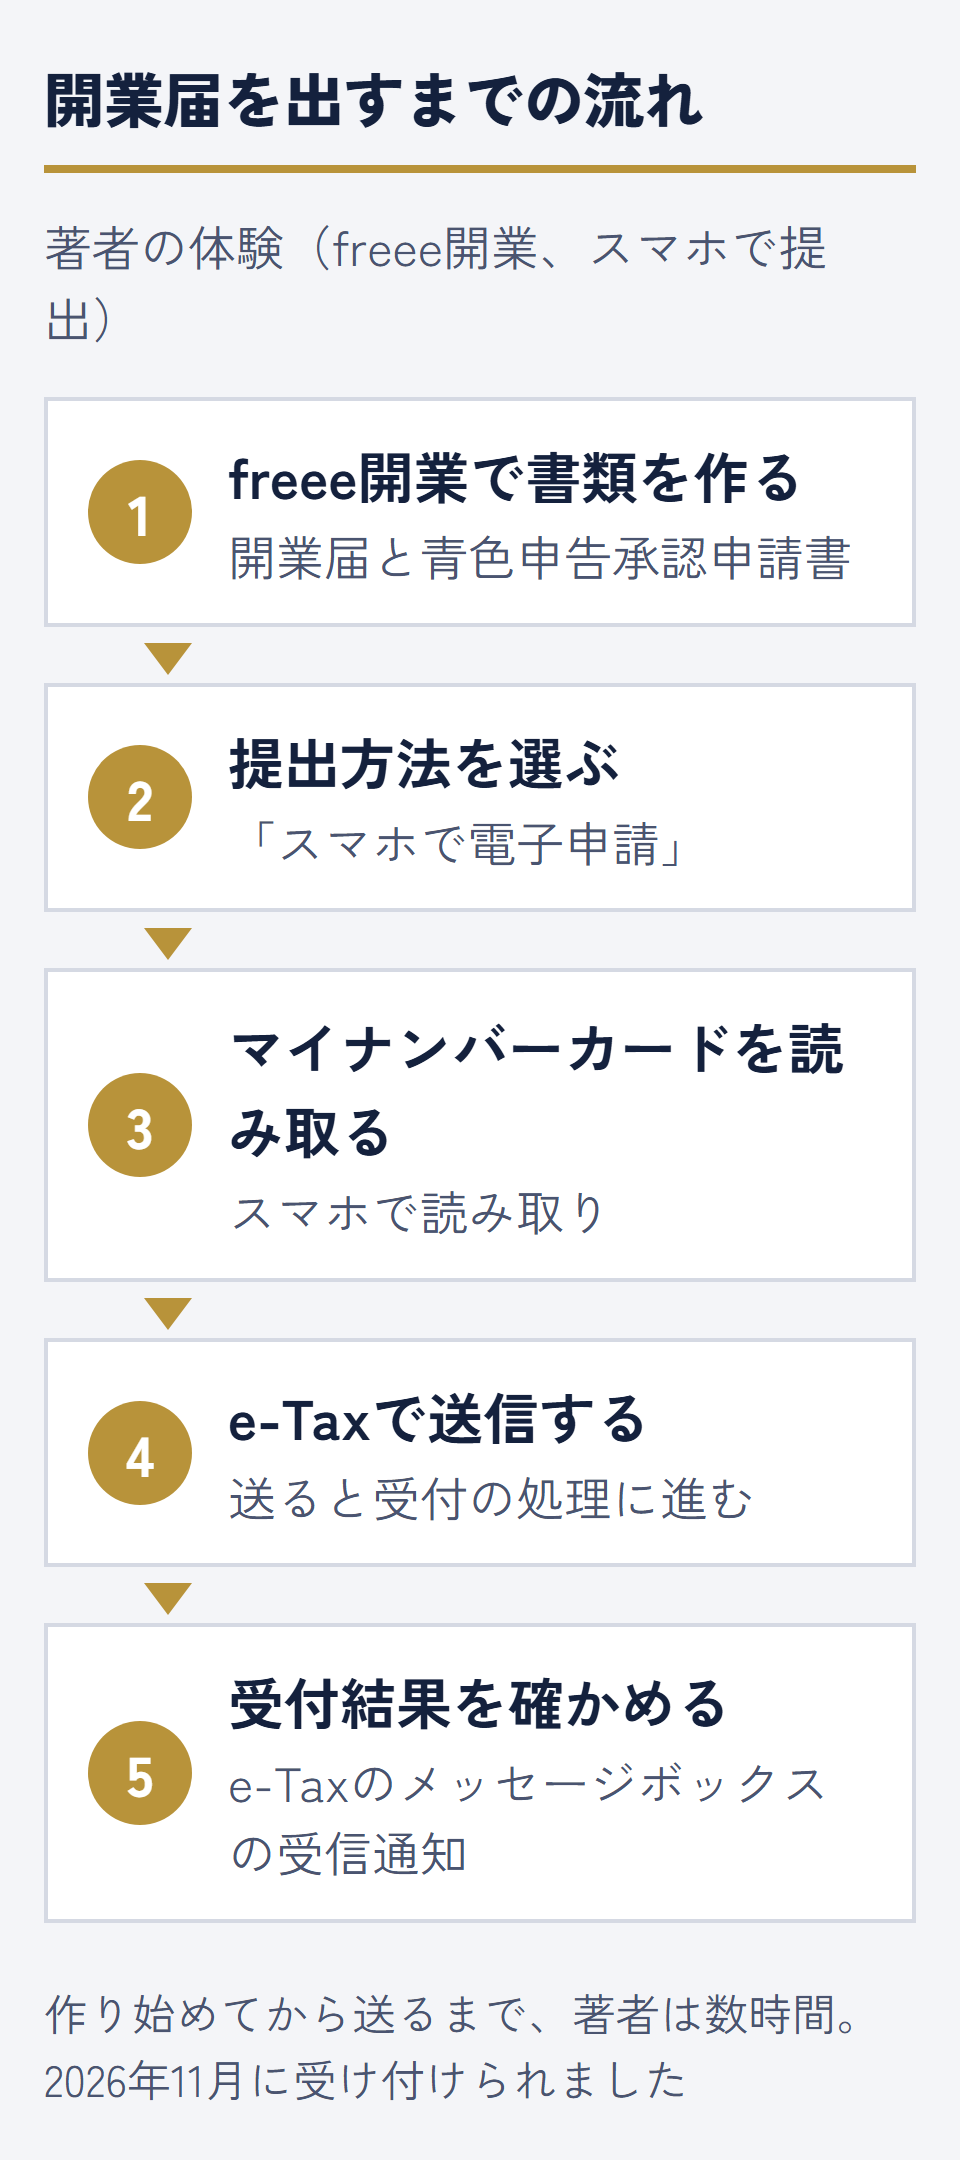 開業届を出すまでの流れ
著者の体験（freee開業、スマホで提
出）
1
freee開業で書類を作る
開業届と青色申告承認申請書
2
提出方法を選ぶ
「スマホで電子申請」
3
マイナンバーカードを読
み取る
スマホで読み取り
4
e-Taxで送信する
送ると受付の処理に進む
5
受付結果を確かめる
e-Taxのメッセージボックス
の受信通知
作り始めてから送るまで、著者は数時間。
2026年11月に受け付けられました